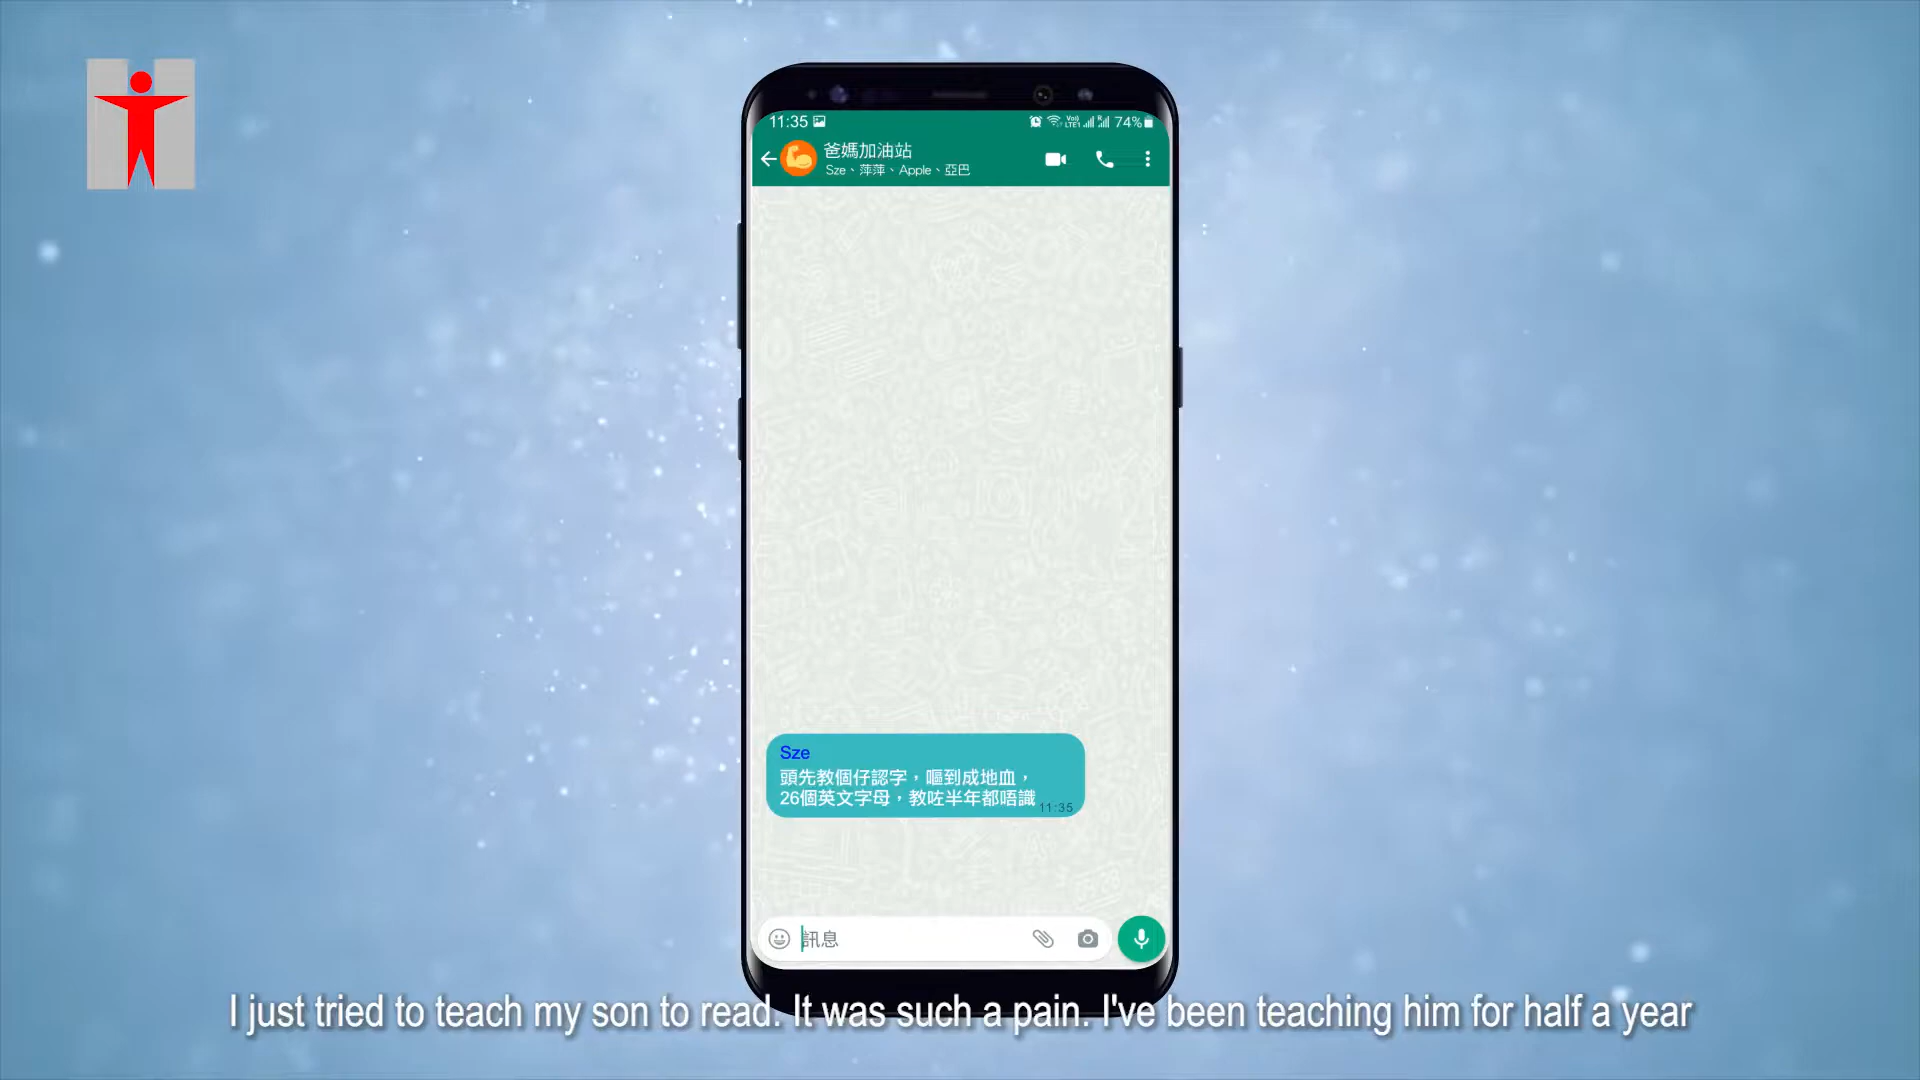 11:35
74%
爸媽加油站
Sze、萍萍、Apple、亞巴
Sze
頭先教個仔認字，嘔到成地血，
26個英文字母，教咗半年都唔識
11:35
訊息
I just tried to teach my son to read. It was such a pain. I've been teaching him for half a year